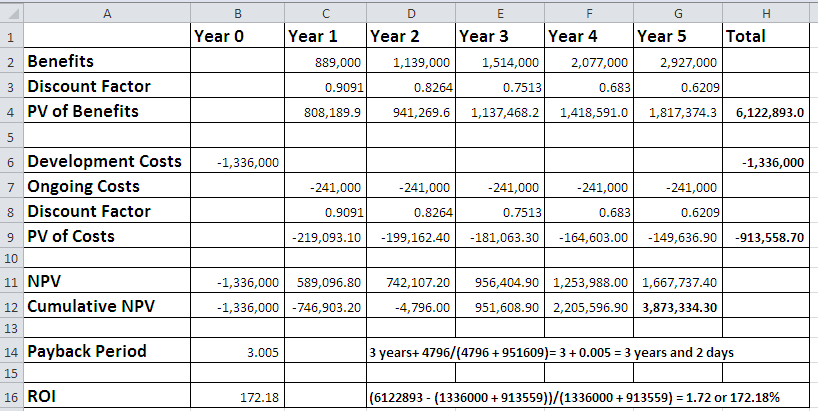 A B C D E F G H
1 Year 0 Year 1 Year 2 Year 3 Year 4 Year 5 Total
2 Benefits 889,000 1,139,000 1,514,000 2,077,000 2,927,000
3 Discount Factor 0.9091 0.8264 0.7513 0.683 0.6209
4 PV of Benefits 808,189.9 941,269.6 1,137,468.2 1,418,591.0 1,817,374.3 6,122,893.0
5
6 Development Costs -1,336,000 -1,336,000
7 Ongoing Costs -241,000 -241,000 -241,000 -241,000 -241,000
8 Discount Factor 0.9091 0.8264 0.7513 0.683 0.6209
9 PV of Costs -219,093.10 -199,162.40 -181,063.30 -164,603.00 -149,636.90 -913,558.70
10
11 NPV -1,336,000 589,096.80 742,107.20 956,404.90 1,253,988.00 1,667,737.40
12 Cumulative NPV -1,336,000 -746,903.20 -4,796.00 951,608.90 2,205,596.90 3,873,334.30
13
14 Payback Period 3.005 3 years+ 4796/(4796 + 951609)= 3 + 0.005 = 3 years and 2 days
15
16 ROI 172.18 (6122893 - (1336000 + 913559))/(1336000 + 913559) = 1.72 or 172.18%